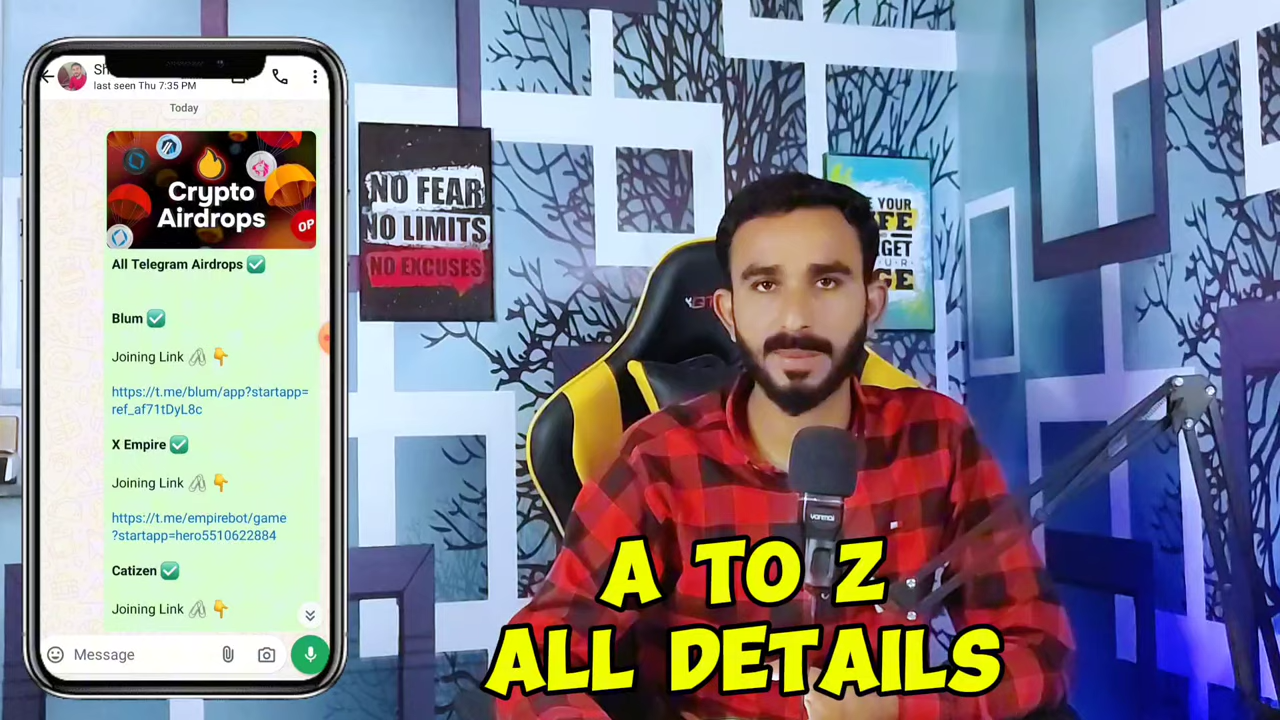 last seen Thu 7:35 PM
Today
Crypto
Airdrops
OP
All Telegram Airdrops ✅
Blum ✅
Joining Link 🖇 👇
https://t.me/blum/app?startapp=
ref_af71tDyL8c
X Empire ✅
Joining Link 🖇 👇
https://t.me/empirebot/game
?startapp=hero5510622884
Catizen ✅
Joining Link 🖇 👇
Message
NO FEAR
NO LIMITS
NO EXCUSES
YOUR
A TO Z
ALL DETAILS